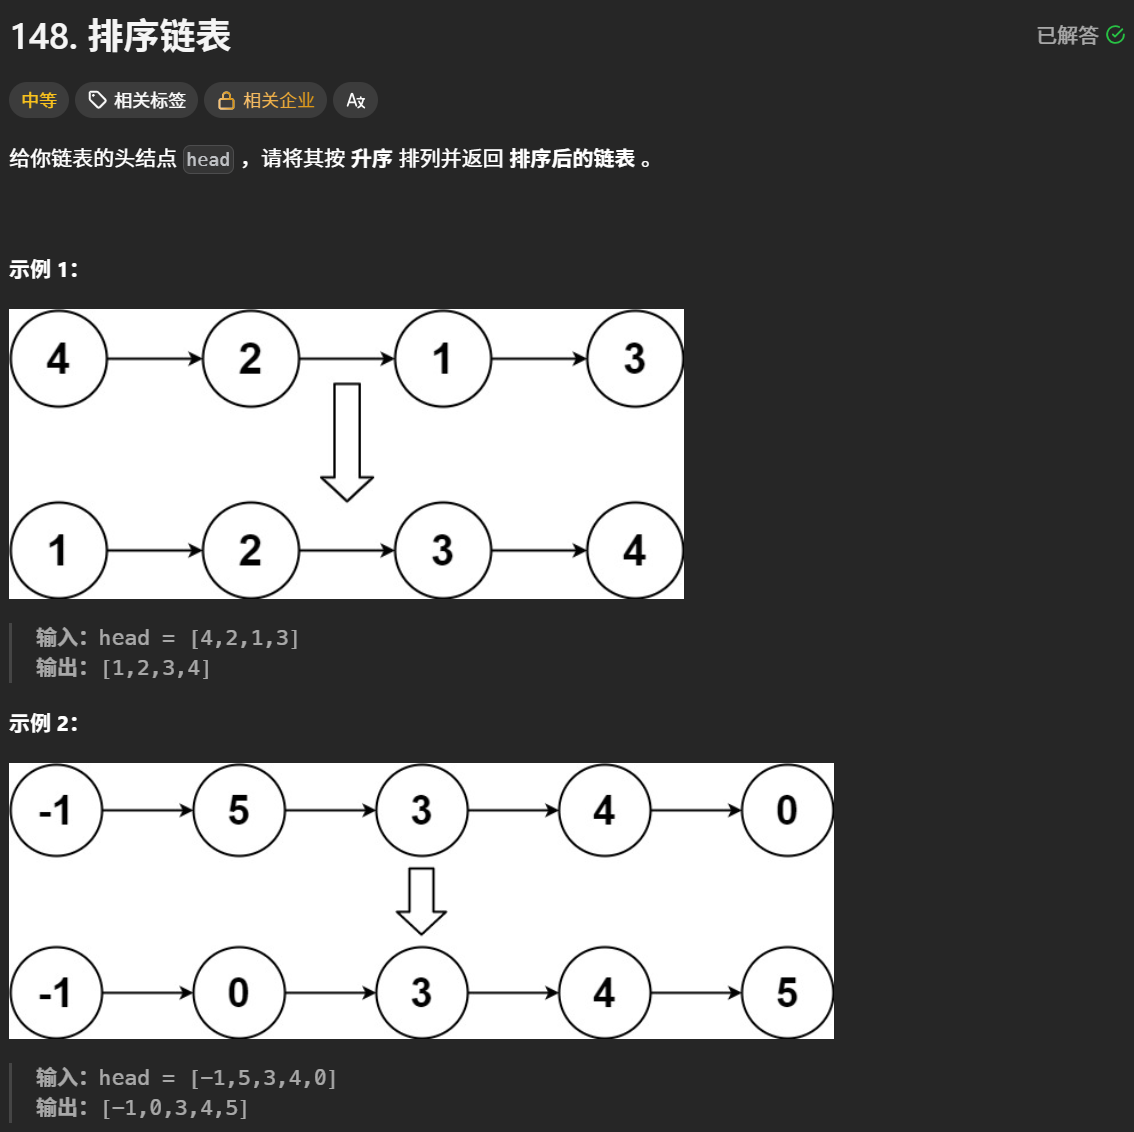 148. 排序链表
已解答
中等
相关标签
相关企业
给你链表的头结点 head ，请将其按 升序 排列并返回 排序后的链表 。
示例 1：
4 2 1 3
1 2 3 4
输入：head = [4,2,1,3]
输出：[1,2,3,4]
示例 2：
-1 5 3 4 0
-1 0 3 4 5
输入：head = [-1,5,3,4,0]
输出：[-1,0,3,4,5]